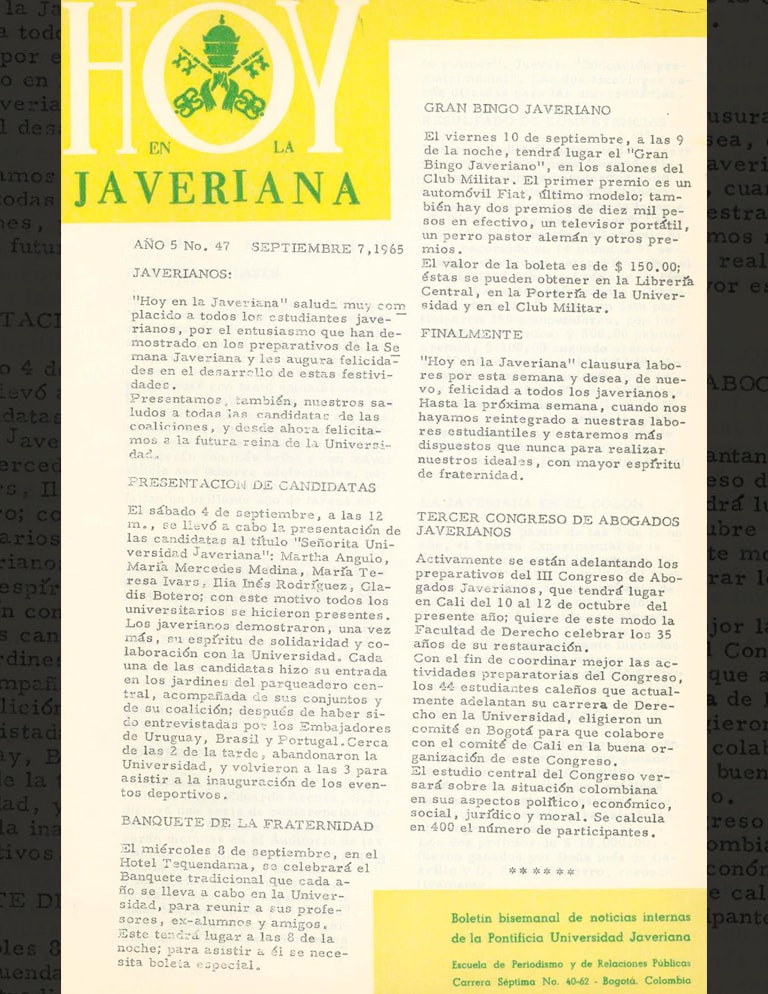 HOY
EN LA
JAVERIANA
AÑO 5 No. 47 SEPTIEMBRE 7,1965
JAVERIANOS:
"Hoy en la Javeriana" saluda muy com
placido a todos los estudiantes jave-
rianos, por el entusiasmo que han de-
mostrado en los preparativos de la Se
mana Javeriana y les augura felicida-
des en el desarrollo de estas festivi-
dades.
Presentamos, también, nuestros sa-
ludos a todas las candidatas de las
coaliciones, y desde ahora felicita-
mos a la futura reina de la Universi-
dad.
PRESENTACION DE CANDIDATAS
El sábado 4 de septiembre, a las 12
m., se llevó a cabo la presentación de
las candidatas al título "Señorita Uni-
versidad Javeriana": Martha Angulo,
María Mercedes Medina, María Te-
resa Ivars, Ilia Inés Rodríguez, Gla-
dis Botero; con este motivo todos los
universitarios se hicieron presentes.
Los javerianos demostraron, una vez
más, su espíritu de solidaridad y co-
laboración con la Universidad. Cada
una de las candidatas hizo su entrada
en los jardines del parqueadero cen-
tral, acompañada de sus conjuntos y
de su coalición; después de haber si-
do entrevistadas por los Embajadores
de Uruguay, Brasil y Portugal.Cerca
de las 2 de la tarde, abandonaron la
Universidad, y volvieron a las 3 para
asistir a la inauguración de los even-
tos deportivos.
BANQUETE DE LA FRATERNIDAD
El miércoles 8 de septiembre, en el
Hotel Tequendama, se celebrará el
Banquete tradicional que cada a-
ño se lleva a cabo en la Univer-
sidad, para reunir a sus profe-
sores, ex-alumnos y amigos.
Este tendrá lugar a las 8 de la
noche; para asistir a él se nece-
sita boleta especial.
GRAN BINGO JAVERIANO
El viernes 10 de septiembre, a las 9
de la noche, tendrá lugar el "Gran
Bingo Javeriano", en los salones del
Club Militar. El primer premio es un
automóvil Fiat, último modelo; tam-
bién hay dos premios de diez mil pe-
sos en efectivo, un televisor portátil,
un perro pastor alemán y otros pre-
mios.
El valor de la boleta es de $ 150.00;
éstas se pueden obtener en la Librería
Central, en la Portería de la Univer-
sidad y en el Club Militar.
FINALMENTE
"Hoy en la Javeriana" clausura labo-
res por esta semana y desea, de nue-
vo, felicidad a todos los javerianos.
Hasta la próxima semana, cuando nos
hayamos reintegrado a nuestras labo-
res estudiantiles y estaremos más
dispuestos que nunca para realizar
nuestros ideales, con mayor espíritu
de fraternidad.
TERCER CONGRESO DE ABOGADOS
JAVERIANOS
Activamente se están adelantando los
preparativos del III Congreso de Abo-
gados Javerianos, que tendrá lugar
en Cali del 10 al 12 de octubre del
presente año; quiere de este modo la
Facultad de Derecho celebrar los 35
años de su restauración.
Con el fin de coordinar mejor las ac-
tividades preparatorias del Congreso,
los 44 estudiantes caleños que actual-
mente adelantan su carrera de Dere-
cho en la Universidad, eligieron un
comité en Bogotá para que colabore
con el comité de Cali en la buena or-
ganización de este Congreso.
El estudio central del Congreso ver-
sará sobre la situación colombiana
en sus aspectos político, económico,
social, jurídico y moral. Se calcula
en 400 el número de participantes.
******
Boletín bisemanal de noticias internas
de la Pontificia Universidad Javeriana
Escuela de Periodismo y de Relaciones Públicas
Carrera Séptima No. 40-62 - Bogotá. Colombia